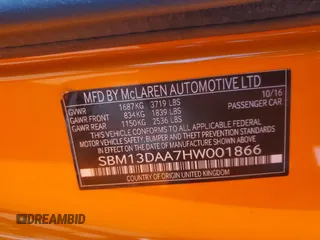 MFD BY McLAREN AUTOMOTIVE LTD
10/16
GVWR 1687KG 3719 LBS PASSENGER CAR
GAWR FRONT 834KG 1839 LBS
GAWR REAR 1150KG 2536 LBS
THIS VEHICLE CONFORMS TO ALL APPLICABLE U.S. FEDERAL
MOTOR VEHICLE SAFETY, BUMPER, AND THEFT PREVENTION
STANDARDS IN EFFECT ON THE DATE OF MANUFACTURE SHOWN ABOVE
SBM13DAA7HW001866
COUNTRY OF ORIGIN UNITED KINGDOM
DREAMBID